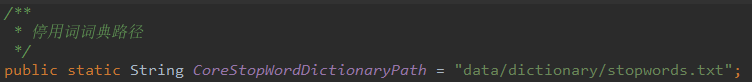 /**
* 停用词词典路径
*/
public static String CoreStopWordDictionaryPath = "data/dictionary/stopwords.txt";